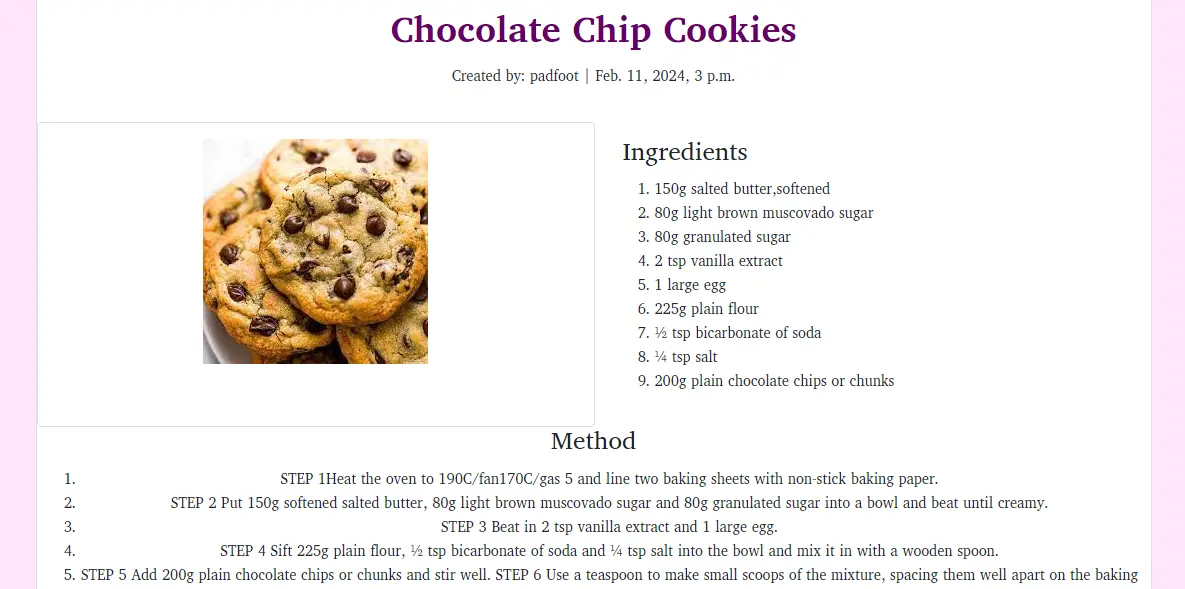 Chocolate Chip Cookies
Created by: padfoot | Feb. 11, 2024, 3 p.m.
Ingredients
1. 150g salted butter,softened
2. 80g light brown muscovado sugar
3. 80g granulated sugar
4. 2 tsp vanilla extract
5. 1 large egg
6. 225g plain flour
7. ½ tsp bicarbonate of soda
8. ¼ tsp salt
9. 200g plain chocolate chips or chunks
Method
1. STEP 1Heat the oven to 190C/fan170C/gas 5 and line two baking sheets with non-stick baking paper.
2. STEP 2 Put 150g softened salted butter, 80g light brown muscovado sugar and 80g granulated sugar into a bowl and beat until creamy.
3. STEP 3 Beat in 2 tsp vanilla extract and 1 large egg.
4. STEP 4 Sift 225g plain flour, ½ tsp bicarbonate of soda and ¼ tsp salt into the bowl and mix it in with a wooden spoon.
5. STEP 5 Add 200g plain chocolate chips or chunks and stir well. STEP 6 Use a teaspoon to make small scoops of the mixture, spacing them well apart on the baking